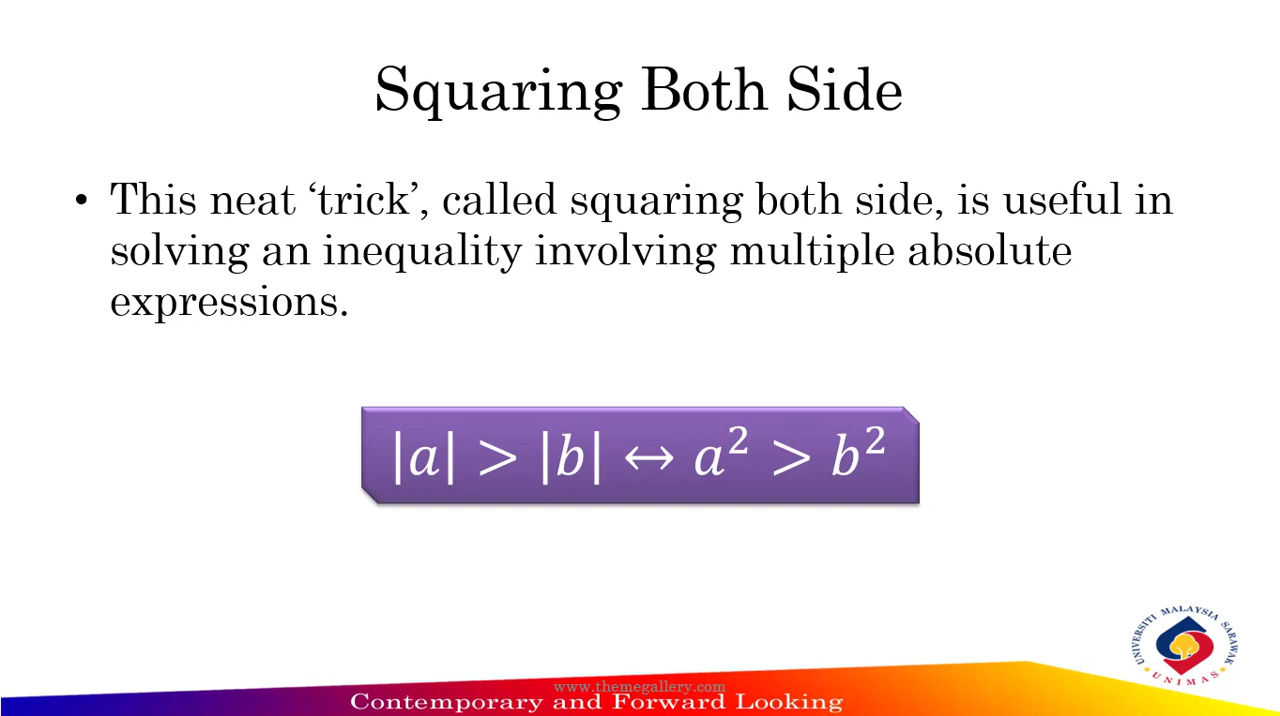 Squaring Both Side
• This neat ‘trick’, called squaring both side, is useful in
solving an inequality involving multiple absolute
expressions.
|a| > |b| ↔ a² > b²
UNIVERSITI MALAYSIA SARAWAK
UNIMAS
www.themegallery.com
Contemporary and Forward Looking